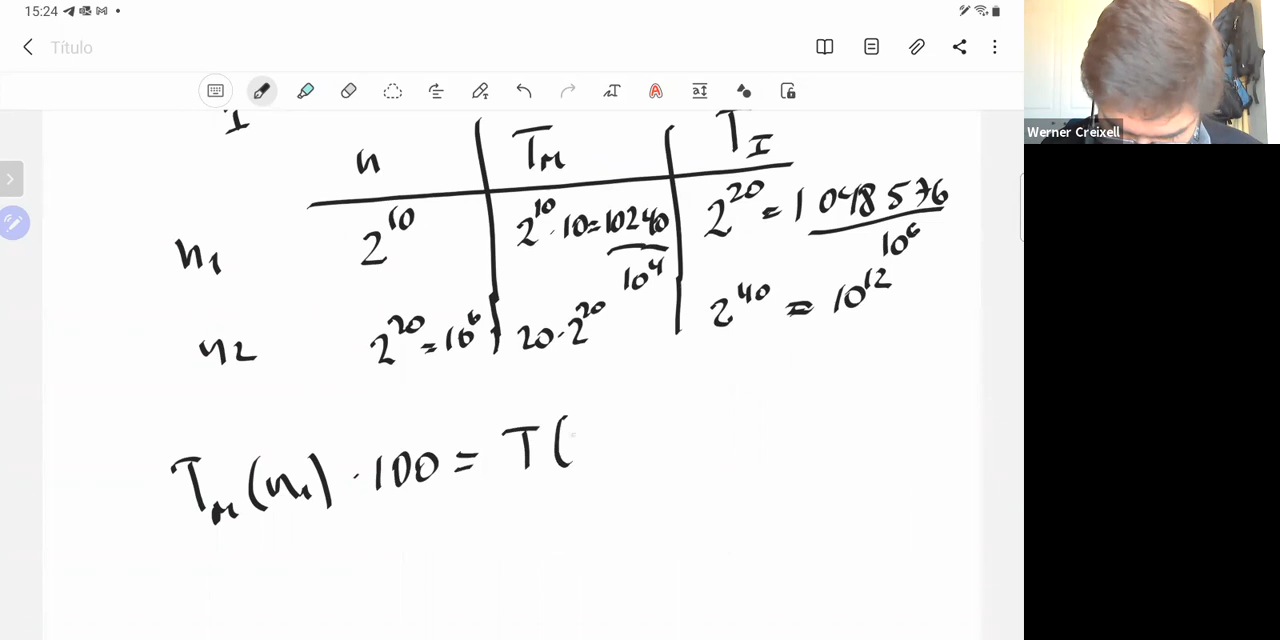 15:24
Título
Werner Creixell
I
n T_M T_I
n₁ 2^10 2^10 · 10 = 10240 2^20 = 1 048 576
10^4 10^6
n₂ 2^20 = 10^6 20 · 2^20 2^40 = 10^12
T_M(n₁) · 100 = T(